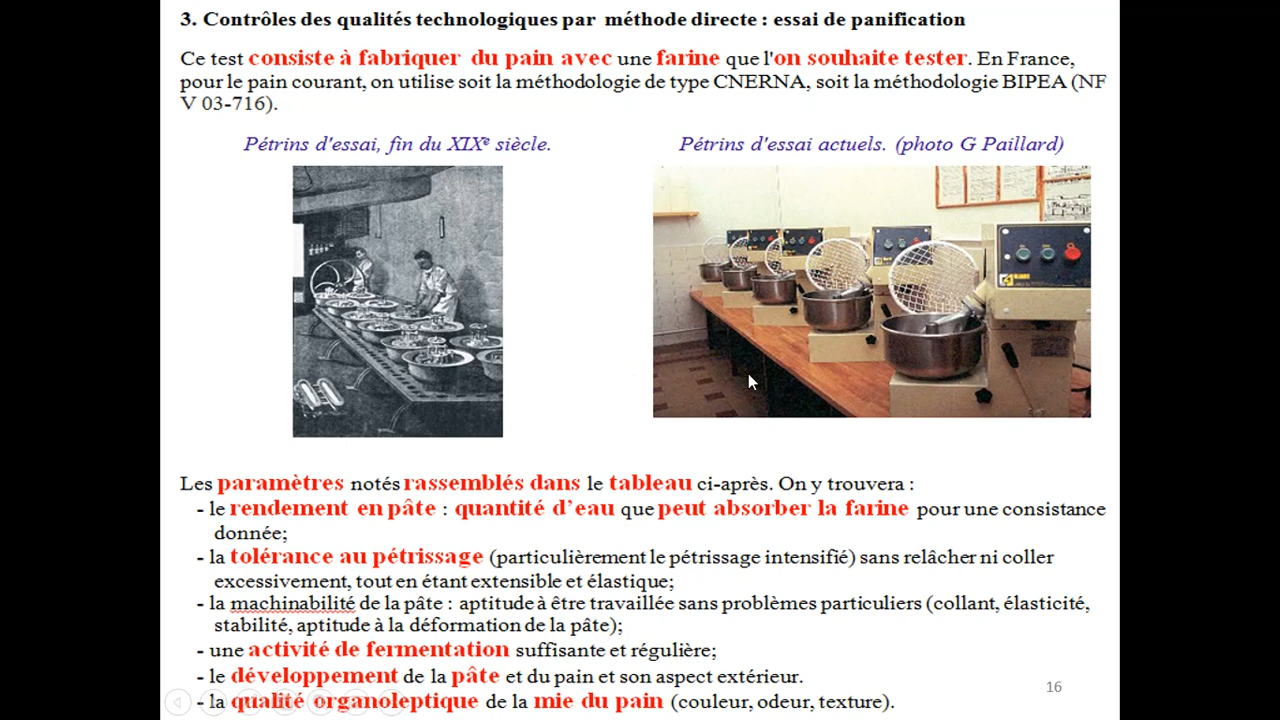 3. Contrôles des qualités technologiques par méthode directe : essai de panification
Ce test consiste à fabriquer du pain avec une farine que l'on souhaite tester. En France,
pour le pain courant, on utilise soit la méthodologie de type CNERNA, soit la méthodologie BIPEA (NF
V 03-716).
Pétrins d'essai, fin du XIXe siècle.
Pétrins d'essai actuels. (photo G Paillard)
Les paramètres notés rassemblés dans le tableau ci-après. On y trouvera :
- le rendement en pâte : quantité d’eau que peut absorber la farine pour une consistance
donnée;
- la tolérance au pétrissage (particulièrement le pétrissage intensifié) sans relâcher ni coller
excessivement, tout en étant extensible et élastique;
- la machinabilité de la pâte : aptitude à être travaillée sans problèmes particuliers (collant, élasticité,
stabilité, aptitude à la déformation de la pâte);
- une activité de fermentation suffisante et régulière;
- le développement de la pâte et du pain et son aspect extérieur.
- la qualité organoleptique de la mie du pain (couleur, odeur, texture).
16